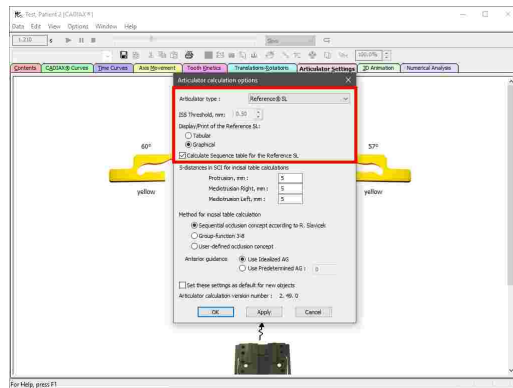 Test, Patient 2 [CADIAX®]
Data Edit View Options Window Help
1.210 s
Slow
100.0%
Contents CADIAX® Curves Time Curves Axis Movement Tooth Kinetics Translations-Rotations Articulator Settings 3D Animation Numerical Analysis
Articulator calculation options
Articulator type : Reference® SL
ISS Threshold, mm: 0.30
Display/Print of the Reference SL:
Tabular
Graphical
Calculate Sequence table for the Reference SL
60°
57°
yellow
yellow
S-distances in SCI for incisal table calculations
Protrusion, mm : 5
Mediotrusion Right, mm : 5
Mediotrusion Left, mm : 5
Method for incisal table calculation
Sequential occlusion concept according to R. Slavicek
Group-function 3-8
User-defined occlusion concept
Anterior guidance Use Idealized AG
Use Predetermined AG : 0
Set these settings as default for new objects
Articulator calculation version number : 2. 49. 0
OK Apply Cancel
For Help, press F1